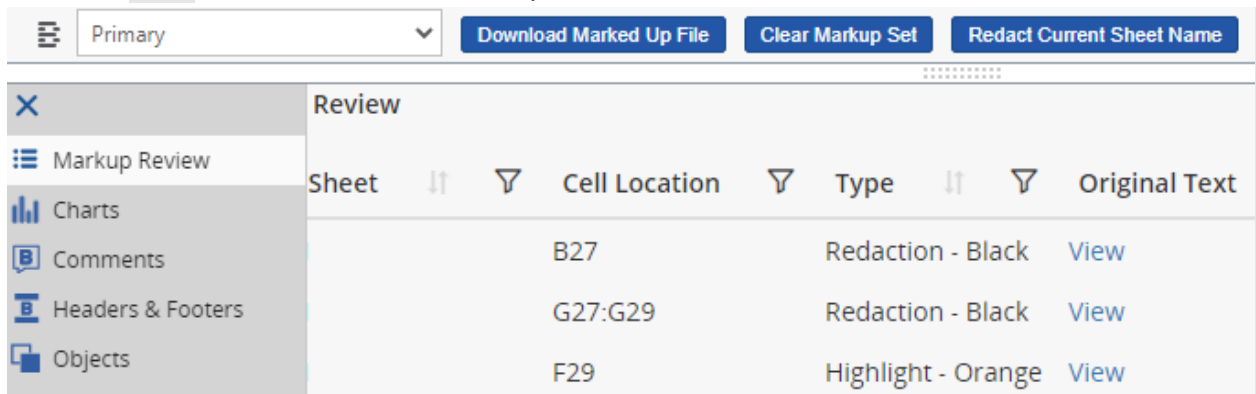 Primary Download Marked Up File Clear Markup Set Redact Current Sheet Name
Review
Markup Review
Charts
Comments
Headers & Footers
Objects
Sheet Cell Location Type Original Text
B27 Redaction - Black View
G27:G29 Redaction - Black View
F29 Highlight - Orange View